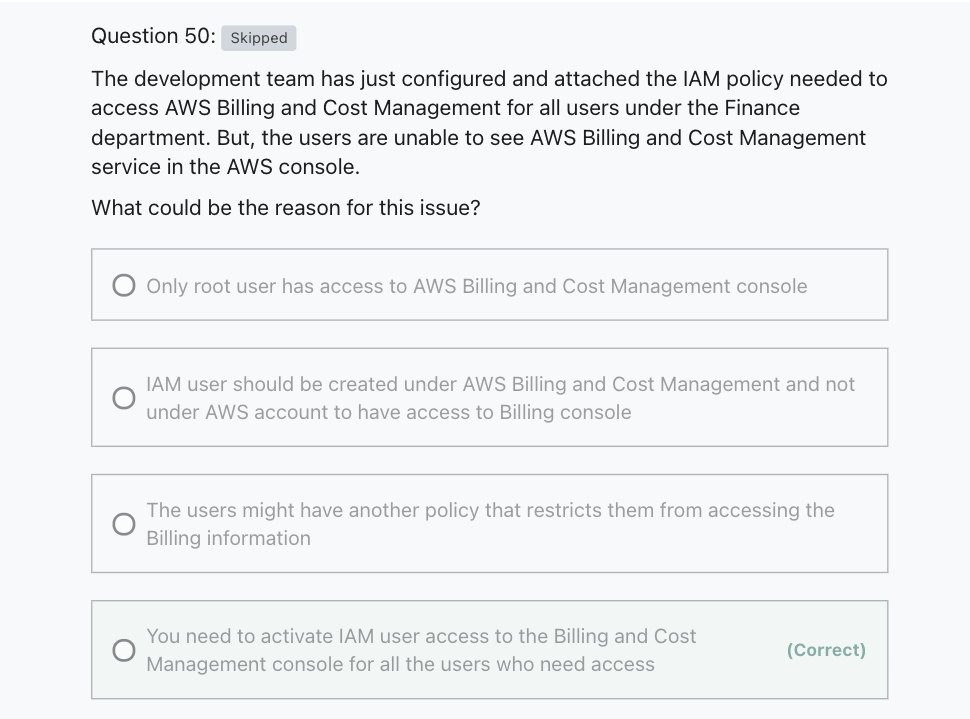 Question 50: Skipped
The development team has just configured and attached the IAM policy needed to
access AWS Billing and Cost Management for all users under the Finance
department. But, the users are unable to see AWS Billing and Cost Management
service in the AWS console.
What could be the reason for this issue?
Only root user has access to AWS Billing and Cost Management console
IAM user should be created under AWS Billing and Cost Management and not
under AWS account to have access to Billing console
The users might have another policy that restricts them from accessing the
Billing information
You need to activate IAM user access to the Billing and Cost
Management console for all the users who need access
(Correct)